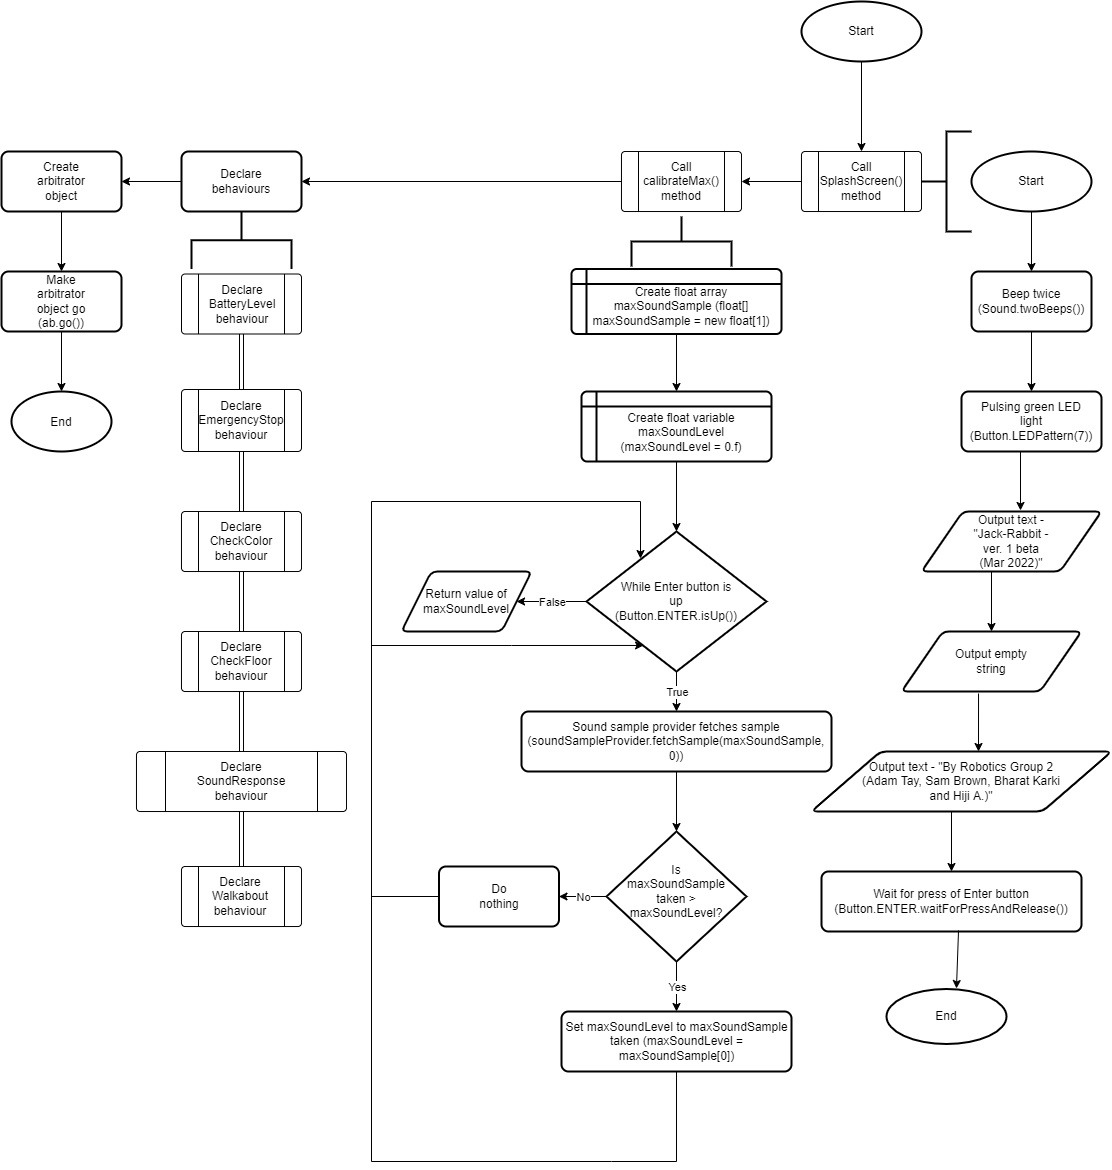 Start
Call
SplashScreen()
method
Call
calibrateMax()
method
Declare
behaviours
Create
arbitrator
object
Make
arbitrator
object go
(ab.go())
End
Declare
BatteryLevel
behaviour
Declare
EmergencyStop
behaviour
Declare
CheckColor
behaviour
Declare
CheckFloor
behaviour
Declare
SoundResponse
behaviour
Declare
Walkabout
behaviour
Create float array
maxSoundSample (float[]
maxSoundSample = new float[1])
Create float variable
maxSoundLevel
(maxSoundLevel = 0.f)
While Enter button is
up
(Button.ENTER.isUp())
False
Return value of
maxSoundLevel
True
Sound sample provider fetches sample
(soundSampleProvider.fetchSample(maxSoundSample,
0))
Is
maxSoundSample
taken >
maxSoundLevel?
No
Do
nothing
Yes
Set maxSoundLevel to maxSoundSample
taken (maxSoundLevel =
maxSoundSample[0])
Start
Beep twice
(Sound.twoBeeps())
Pulsing green LED
light
(Button.LEDPattern(7))
Output text -
"Jack-Rabbit -
ver. 1 beta
(Mar 2022)"
Output empty
string
Output text - "By Robotics Group 2
(Adam Tay, Sam Brown, Bharat Karki
and Hiji A.)"
Wait for press of Enter button
(Button.ENTER.waitForPressAndRelease())
End